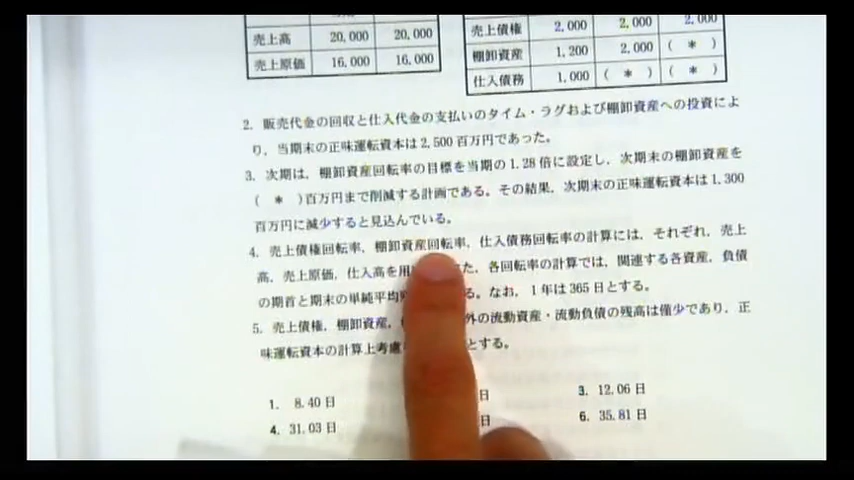 売上高 20,000 20,000
売上原価 16,000 16,000
売上債権 2,000 2,000 2,000
棚卸資産 1,200 2,000 ( * )
仕入債務 1,000 ( * ) ( * )
2. 販売代金の回収と仕入代金の支払いのタイム・ラグおよび棚卸資産への投資によ
り，当期末の正味運転資本は2,500百万円であった。
3. 次期は，棚卸資産回転率の目標を当期の1.28倍に設定し，次期末の棚卸資産を
( * )百万円まで削減する計画である。その結果，次期末の正味運転資本は1,300
百万円に減少すると見込んでいる。
4. 売上債権回転率，棚卸資産回転率，仕入債務回転率の計算には，それぞれ，売上
高，売上原価，仕入高を用 た，各回転率の計算では，関連する各資産，負債
の期首と期末の単純平均 る。なお，1年は365日とする。
5. 売上債権，棚卸資産， 外の流動資産・流動負債の残高は僅少であり，正
味運転資本の計算上考慮 とする。
1. 8.40日 日 3. 12.06日
4. 31.03日 日 6. 35.81日